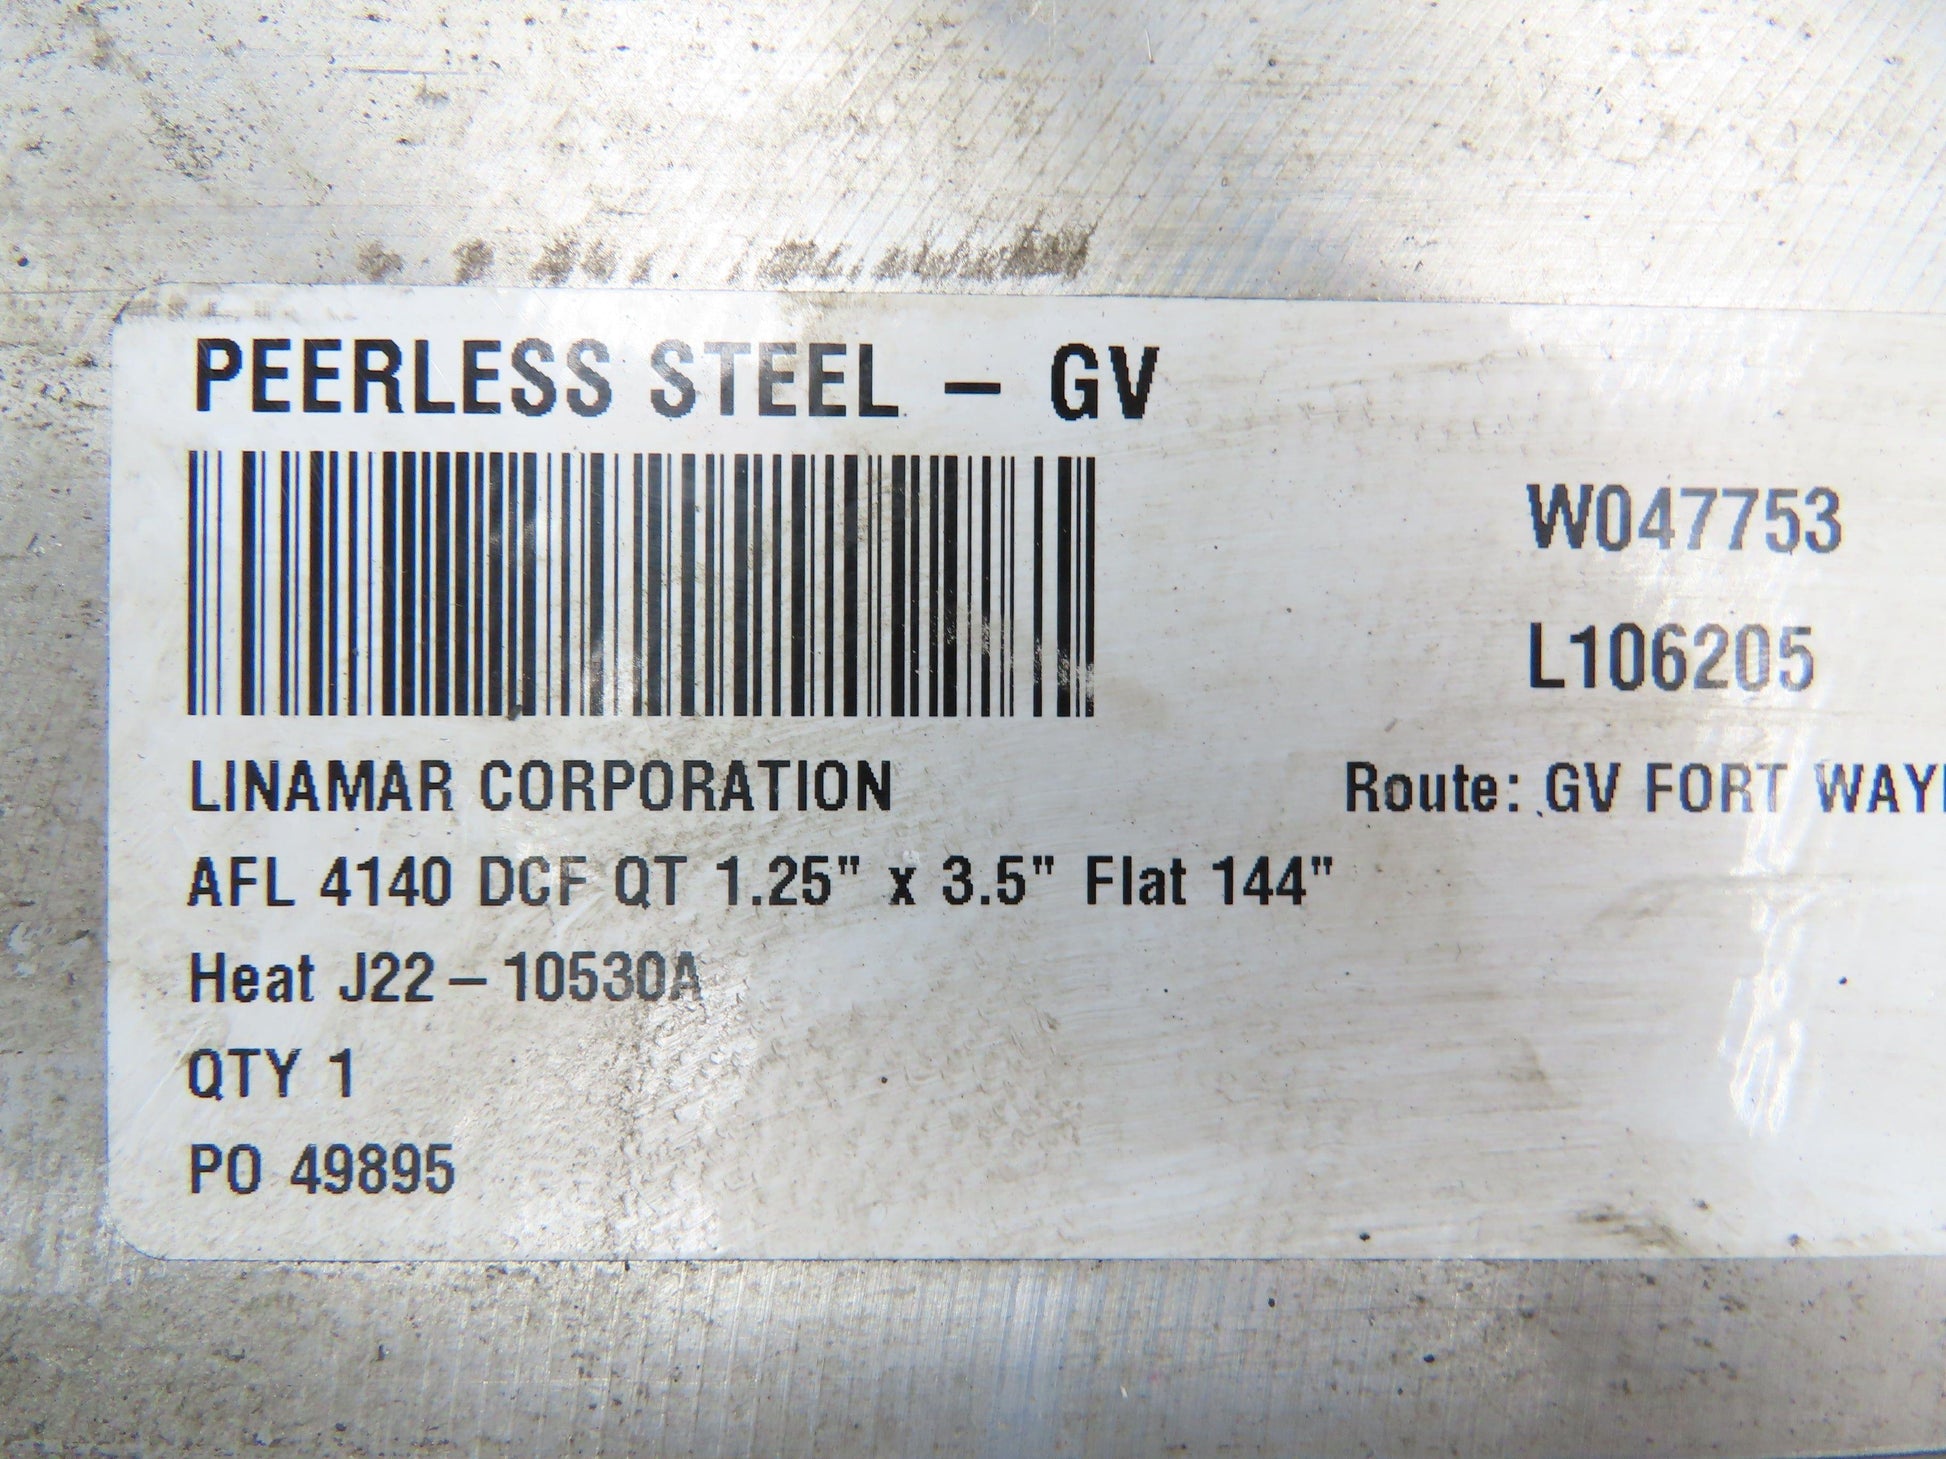 PEERLESS STEEL - GV
W047753
L106205
LINAMAR CORPORATION
Route: GV FORT
AFL 4140 DCF QT 1.25" x 3.5" Flat 144"
Heat J22-10530A
QTY 1
PO 49895